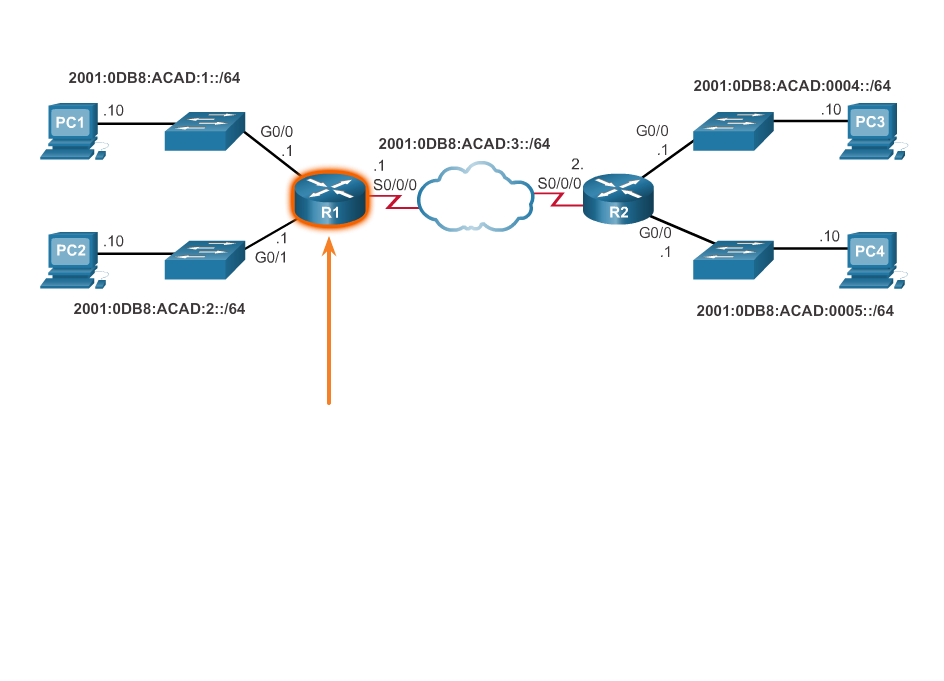 2001:0DB8:ACAD:1::/64
PC1
.10
G0/0
.1
2001:0DB8:ACAD:3::/64
.1
S0/0/0
R1
PC2
.10
.1
G0/1
2001:0DB8:ACAD:2::/64
2001:0DB8:ACAD:0004::/64
G0/0
.1
.10
PC3
2.
S0/0/0
R2
G0/0
.1
.10
PC4
2001:0DB8:ACAD:0005::/64